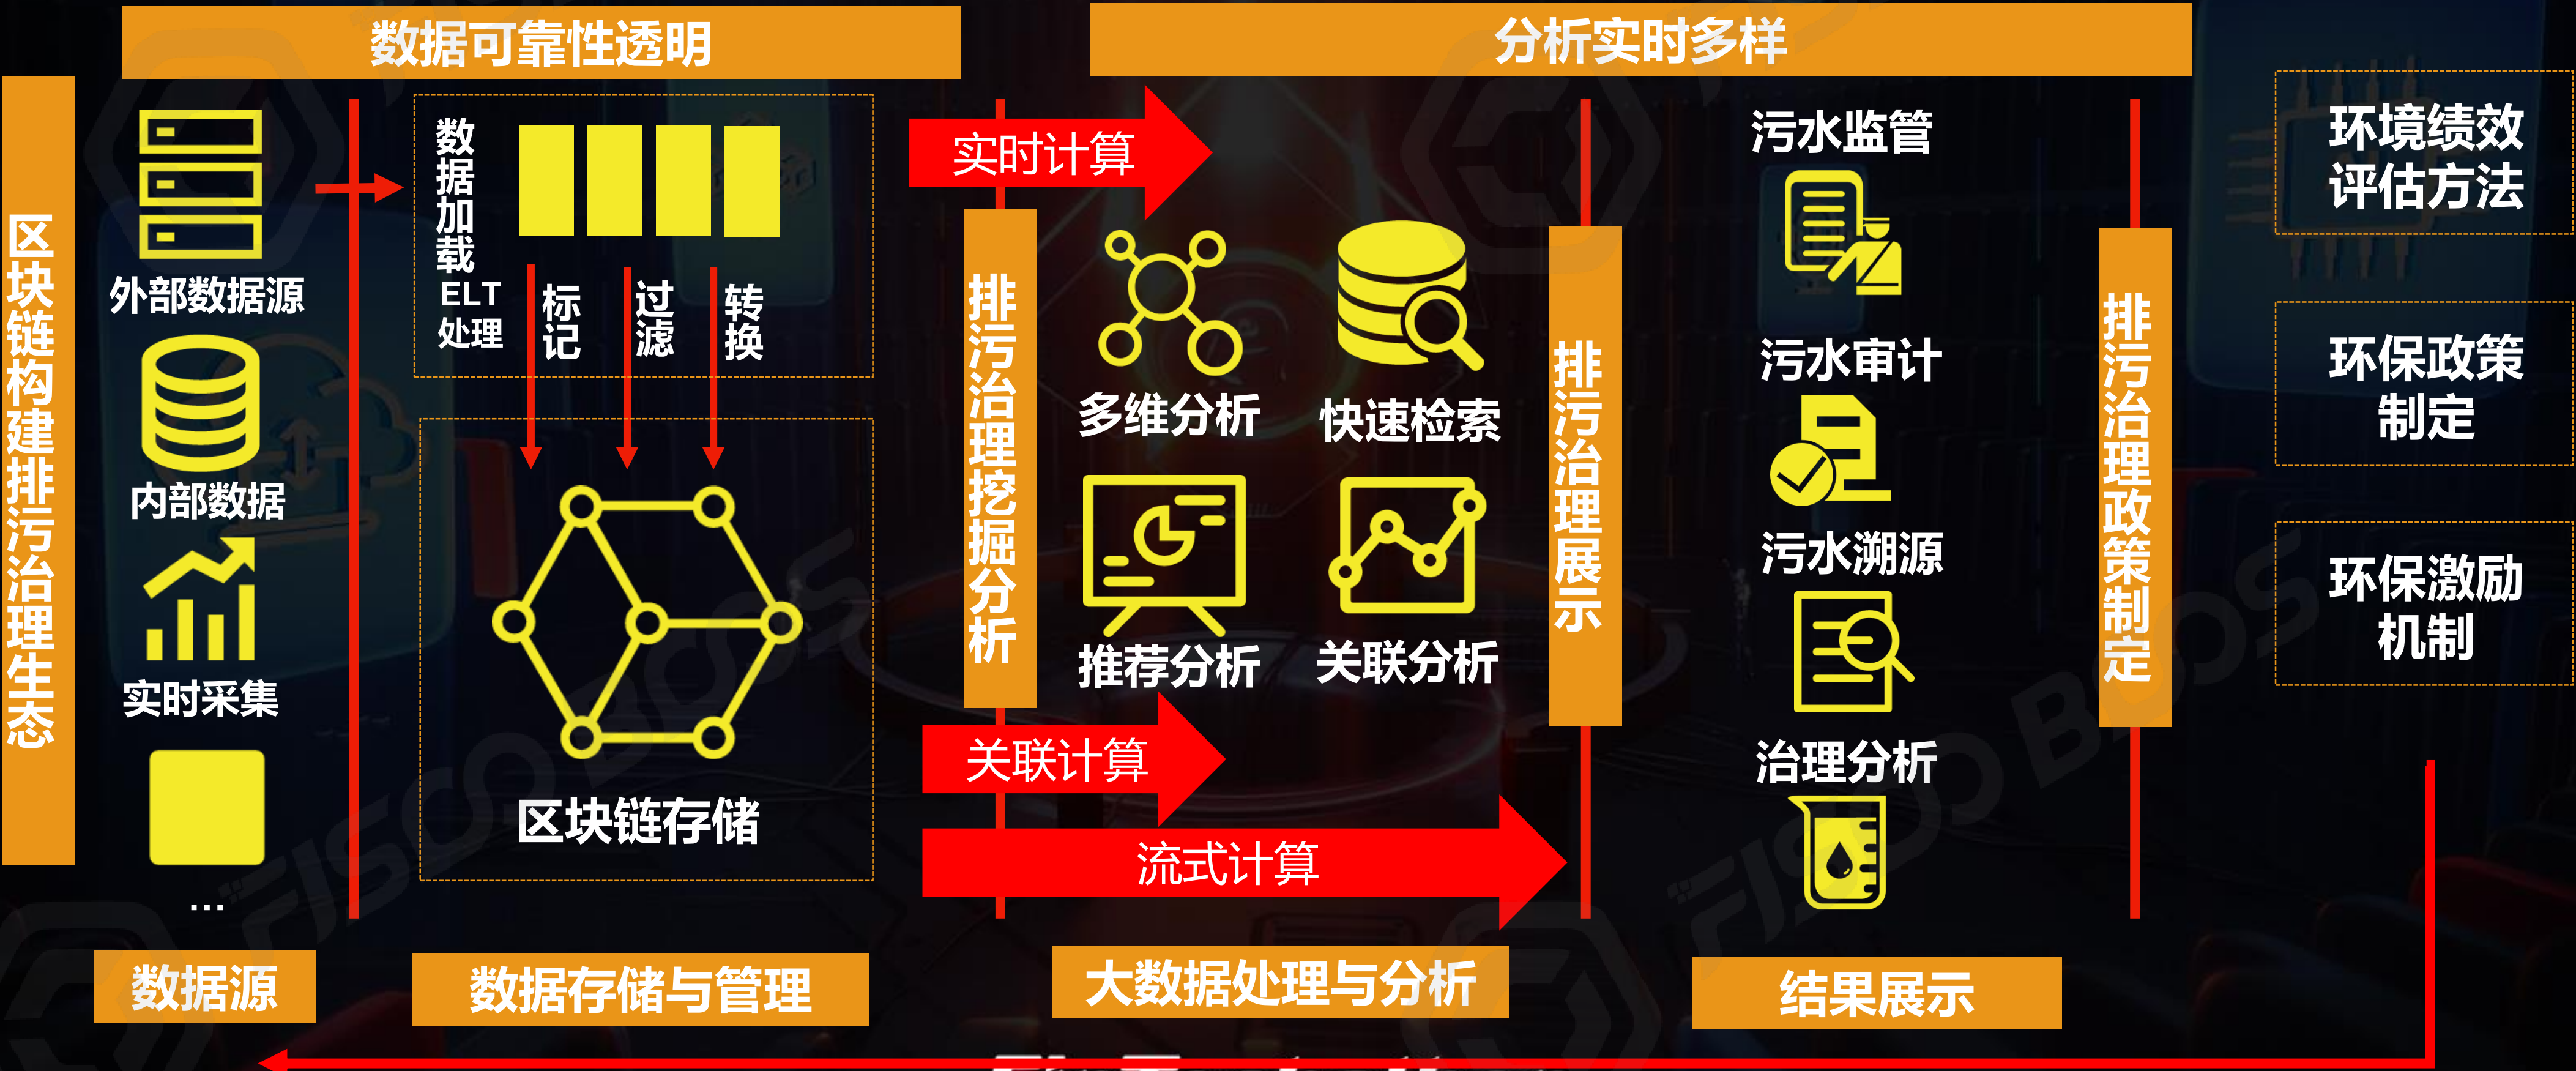 数据可靠性透明
分析实时多样
区块链构建排污治理生态
外部数据源
内部数据
实时采集
...
数据加载
ELT
处理
标记
过滤
转换
区块链存储
实时计算
排污治理挖掘分析
多维分析
快速检索
推荐分析
关联分析
关联计算
流式计算
排污治理展示
污水监管
污水审计
污水溯源
治理分析
排污治理政策制定
环境绩效
评估方法
环保政策
制定
环保激励
机制
数据源
数据存储与管理
大数据处理与分析
结果展示
FISCO BCOS
FISCO BCOS